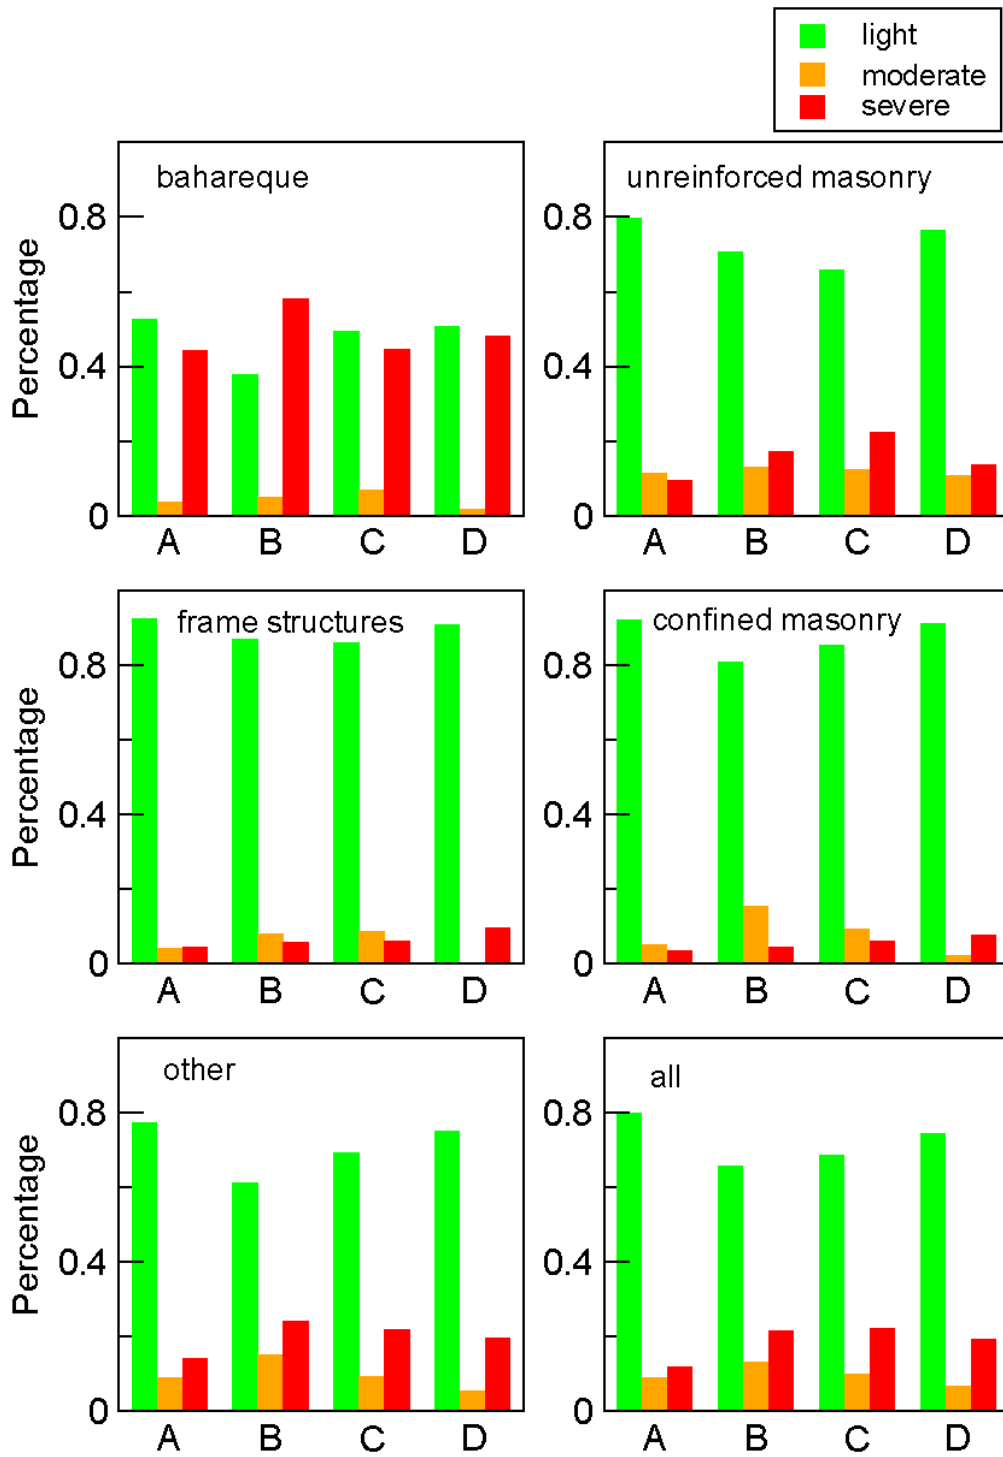 light
moderate
severe
bahareque
unreinforced masonry
Percentage
0.8
0.4
0
A B C D
0.8
0.4
0
A B C D
frame structures
confined masonry
Percentage
0.8
0.4
0
A B C D
0.8
0.4
0
A B C D
other
all
Percentage
0.8
0.4
0
A B C D
0.8
0.4
0
A B C D